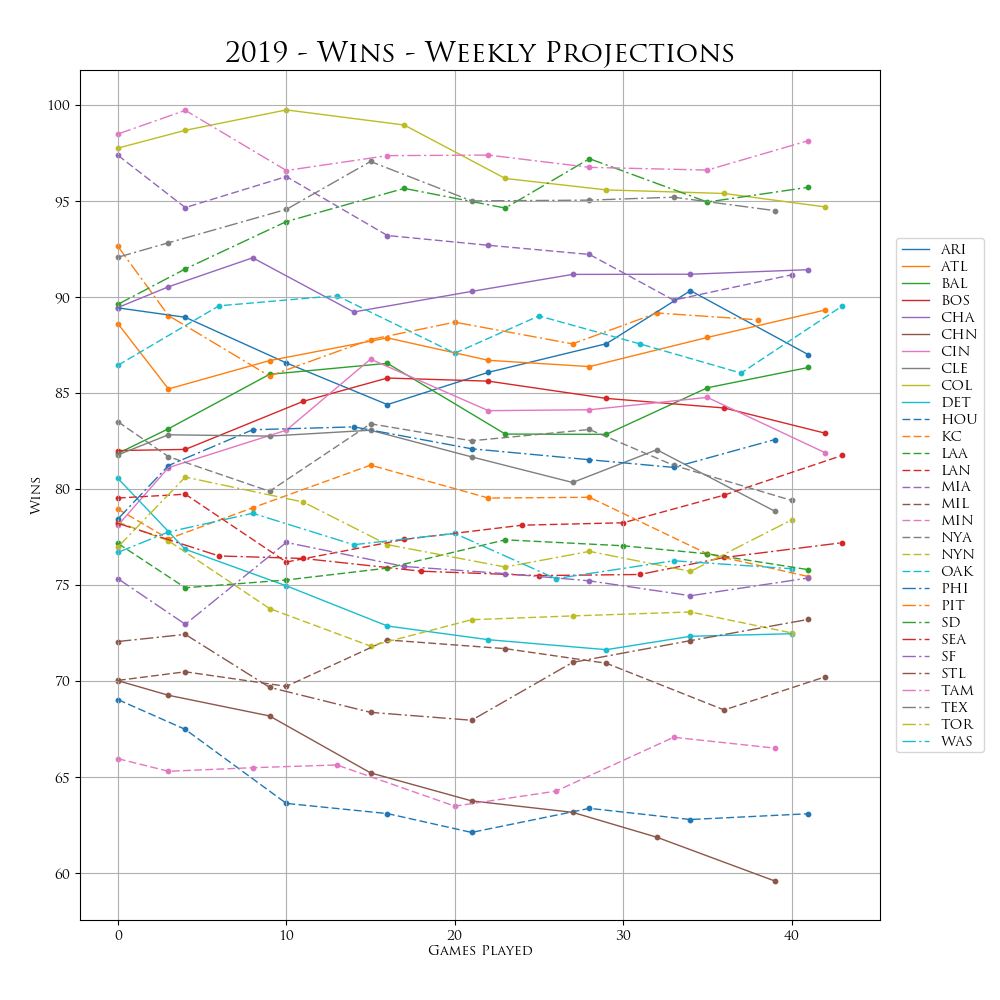 2019 - Wins - Weekly Projections
100
95
90
85
80
75
70
65
60
Wins
0 10 20 30 40
Games Played
ARI
ATL
BAL
BOS
CHA
CHN
CIN
CLE
COL
DET
HOU
KC
LAA
LAN
MIA
MIL
MIN
NYA
NYN
OAK
PHI
PIT
SD
SEA
SF
STL
TAM
TEX
TOR
WAS